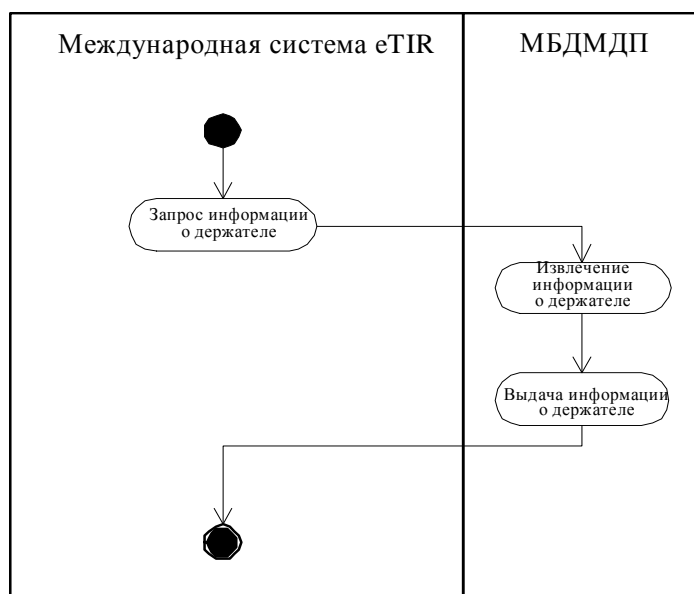 Международная система eTIR
МБДМДП
Запрос информации
о держателе
Извлечение
информации
о держателе
Выдача информации
о держателе